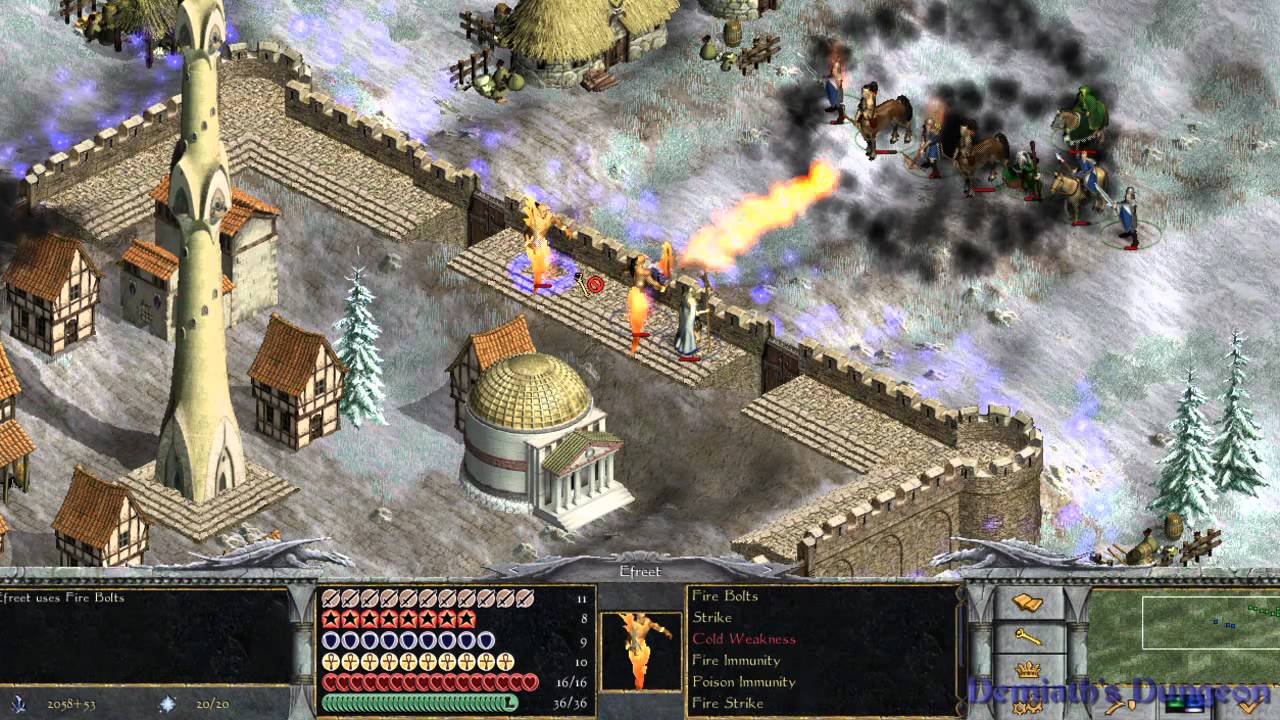 Efreet
Efreet uses Fire Bolts
11
8
9
10
16/16
36/36
Fire Bolts
Strike
Cold Weakness
Fire Immunity
Poison Immunity
Fire Strike
2058+53
20/20
Demiath's Dungeon